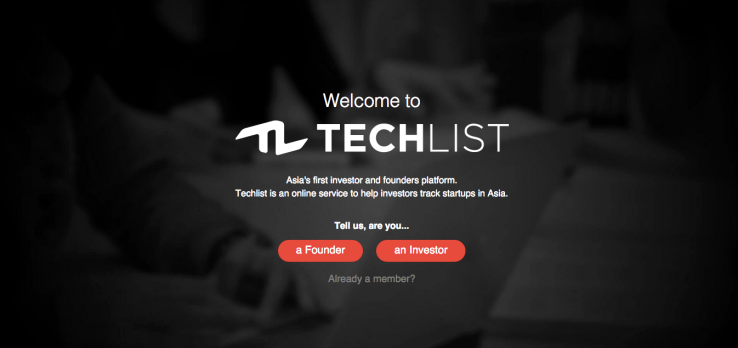 Welcome to
TL TECHLIST
Asia's first investor and founders platform.
Techlist is an online service to help investors track startups in Asia.
Tell us, are you...
a Founder an Investor
Already a member?